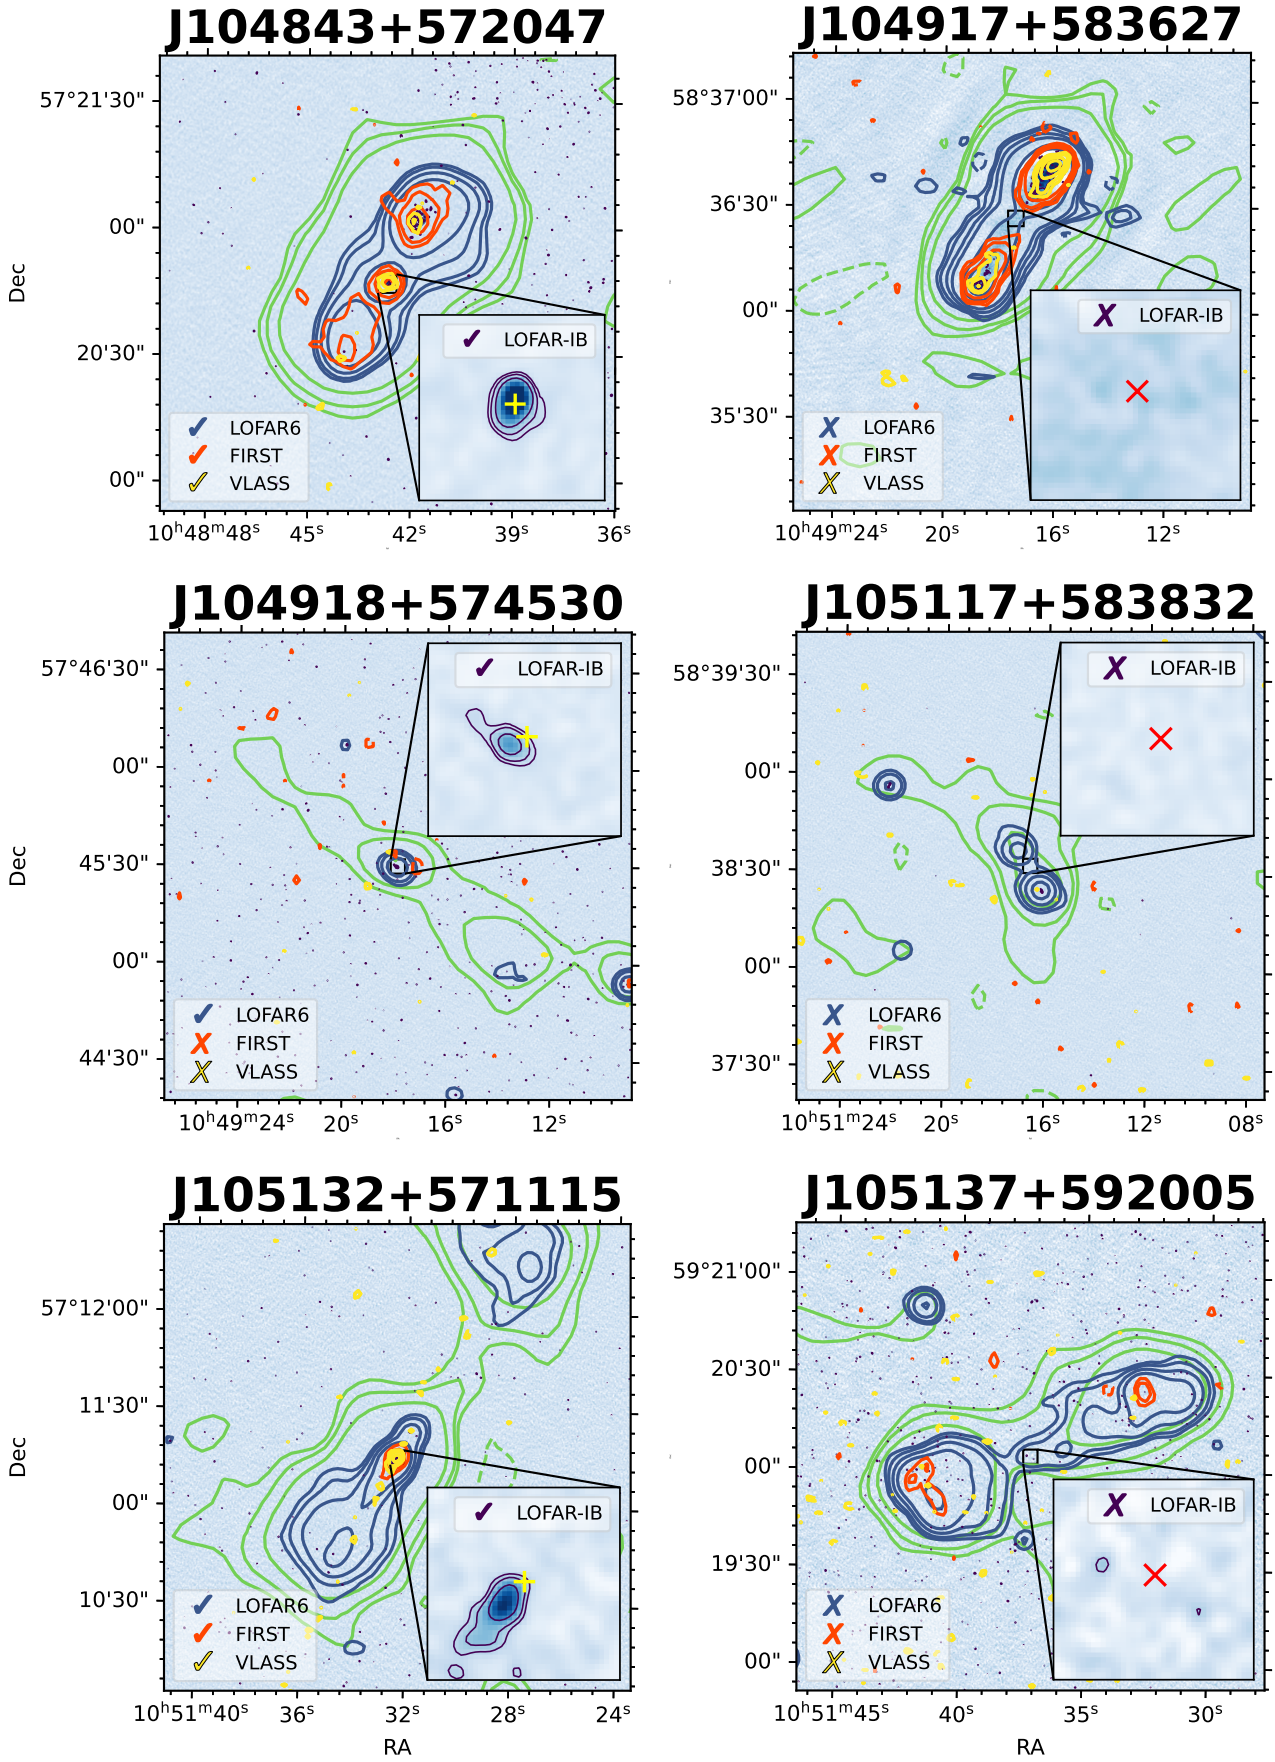 J104843+572047
J104917+583627
57°21'30"
00"
20'30"
00"
Dec
✓ LOFAR-IB
✓ LOFAR6
✓ FIRST
✓ VLASS
10ʰ48ᵐ48ˢ 45ˢ 42ˢ 39ˢ 36ˢ
58°37'00"
36'30"
00"
35'30"
X LOFAR-IB
X LOFAR6
X FIRST
X VLASS
10ʰ49ᵐ24ˢ 20ˢ 16ˢ 12ˢ
J104918+574530
J105117+583832
57°46'30"
00"
45'30"
00"
44'30"
Dec
✓ LOFAR-IB
✓ LOFAR6
X FIRST
X VLASS
10ʰ49ᵐ24ˢ 20ˢ 16ˢ 12ˢ
58°39'30"
00"
38'30"
00"
37'30"
X LOFAR-IB
X LOFAR6
X FIRST
X VLASS
10ʰ51ᵐ24ˢ 20ˢ 16ˢ 12ˢ 08ˢ
J105132+571115
J105137+592005
57°12'00"
11'30"
00"
10'30"
Dec
✓ LOFAR-IB
✓ LOFAR6
✓ FIRST
✓ VLASS
10ʰ51ᵐ40ˢ 36ˢ 32ˢ 28ˢ 24ˢ
RA
59°21'00"
20'30"
00"
19'30"
00"
X LOFAR-IB
X LOFAR6
X FIRST
X VLASS
10ʰ51ᵐ45ˢ 40ˢ 35ˢ 30ˢ
RA